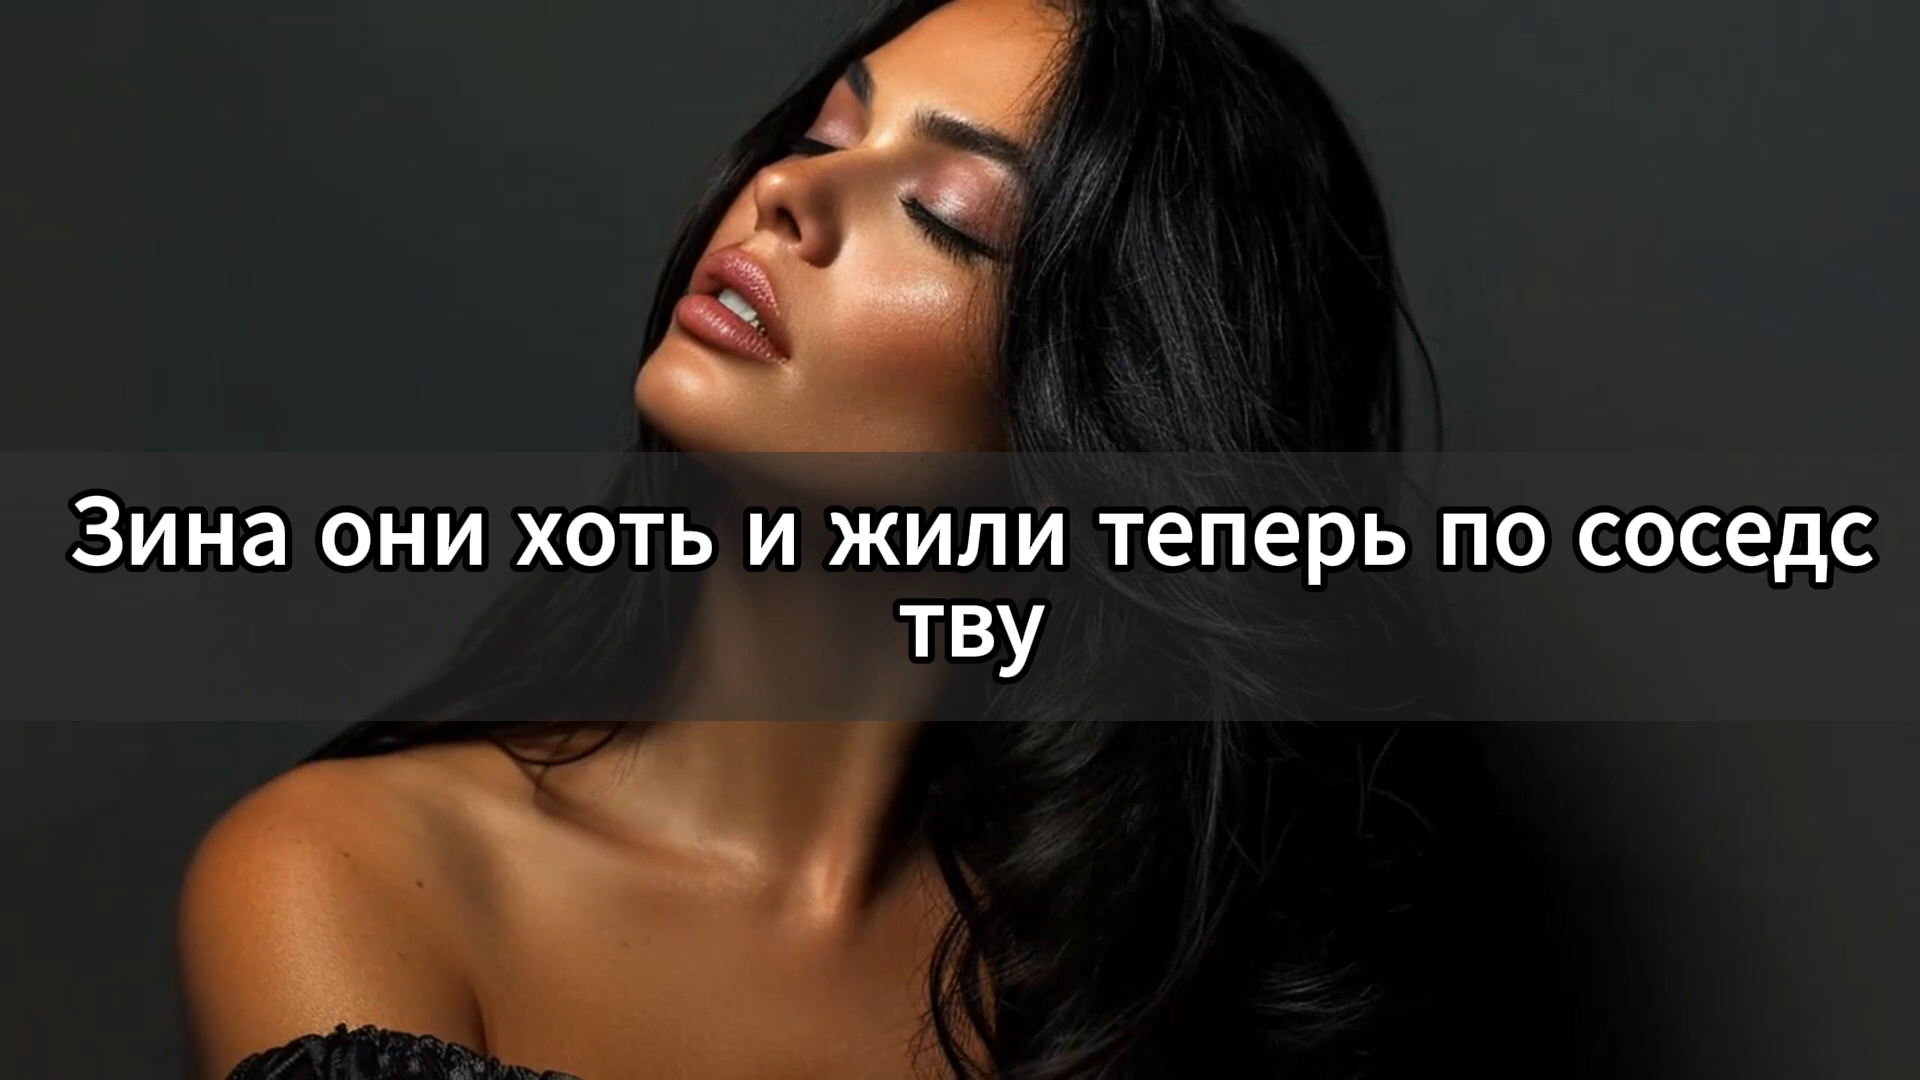 Зина они хоть и жили теперь по соседс
тву